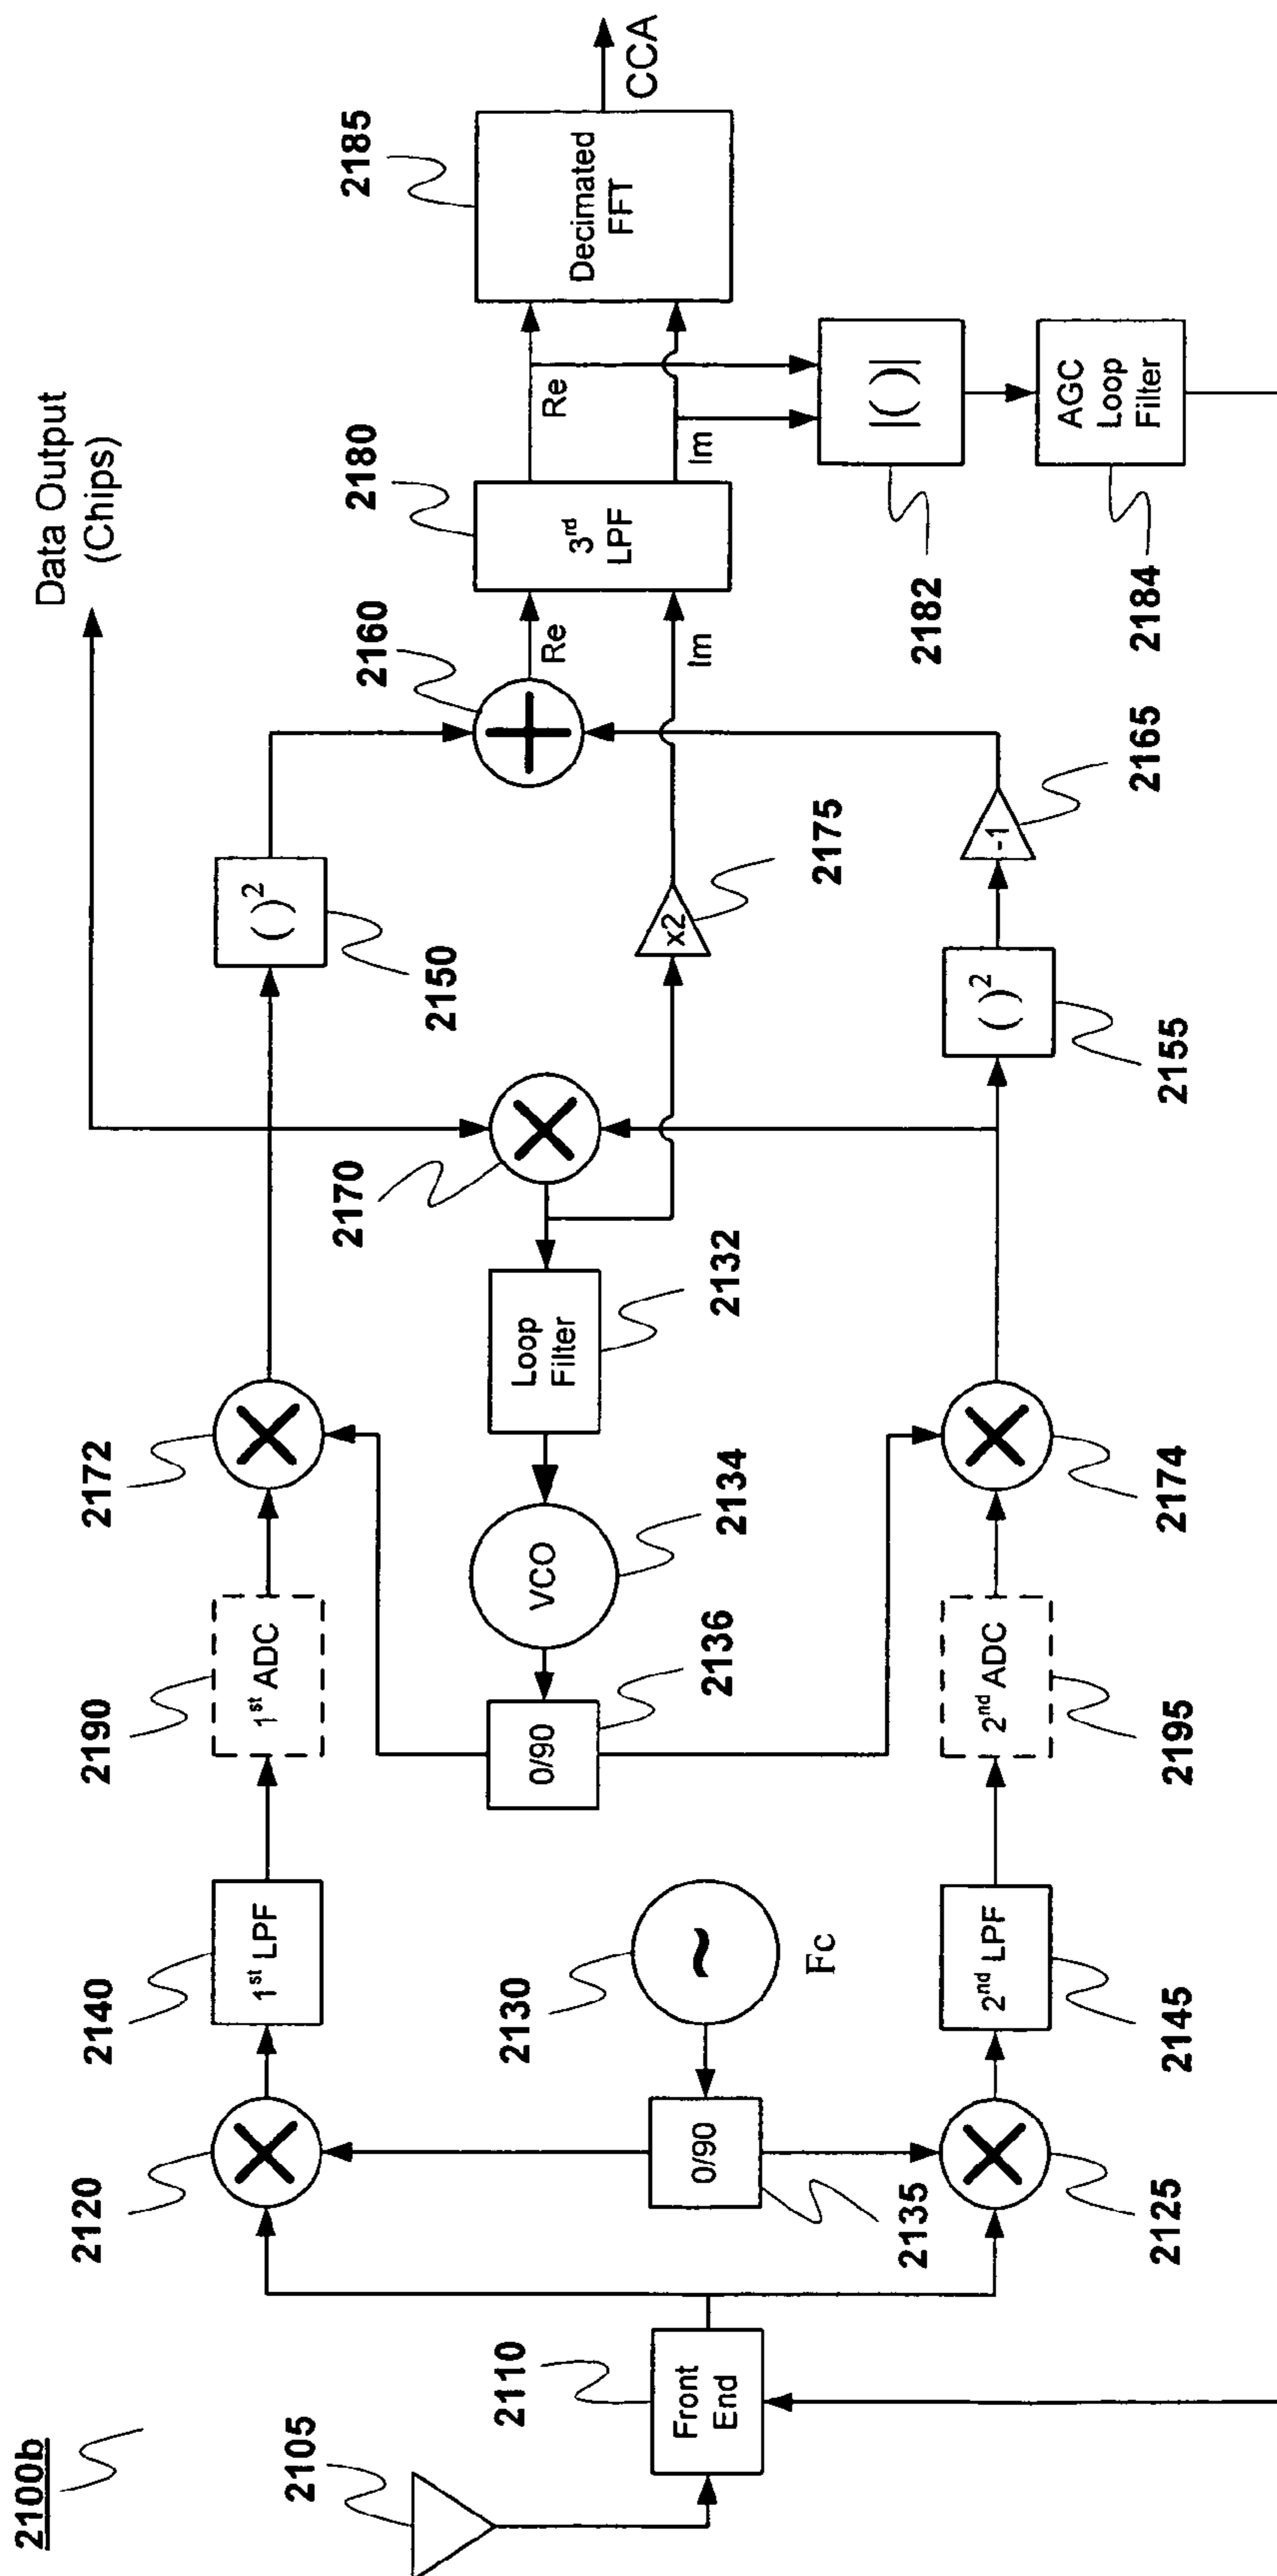 2100b
2105
2110
Front
End
2120
2125
2130
Fc
2135
0/90
2140
1st LPF
2145
2nd LPF
2190
1st ADC
2195
2nd ADC
2136
0/90
2134
VCO
2132
Loop
Filter
2172
2174
2170
2150
( )2
2155
( )2
2175
x2
2165
-1
2160
Re
Im
Data Output
(Chips)
2180
3rd
LPF
Re
Im
2182
|( )|
2184
AGC
Loop
Filter
2185
Decimated
FFT
CCA